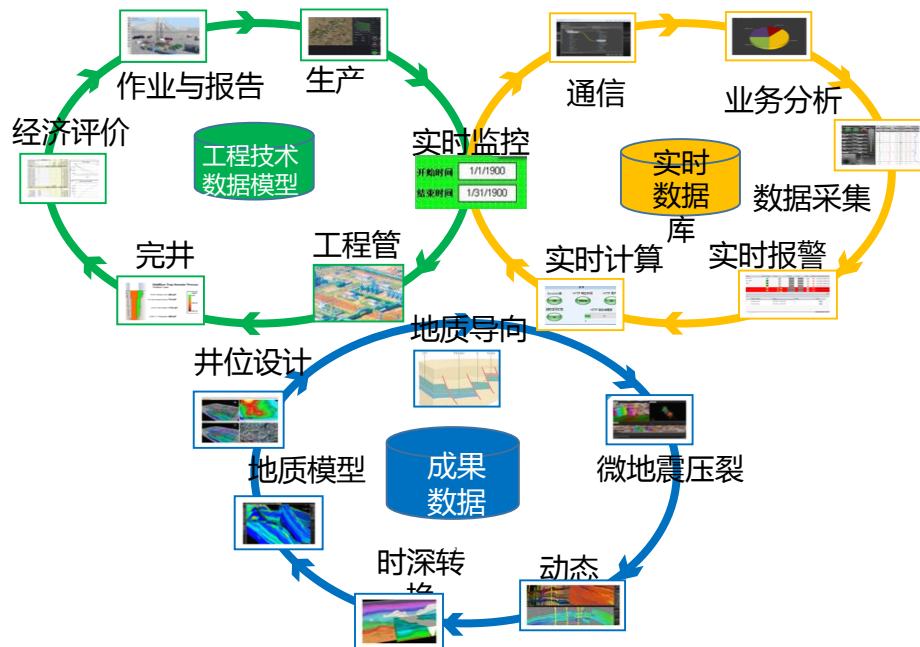 作业与报告
生产
通信
业务分析
经济评价
工程技术
数据模型
实时监控
开始时间 1/1/1900
结束时间 1/31/1900
实时
数据
库
数据采集
完井
工程管
实时计算
实时报警
井位设计
地质导向
地质模型
成果
数据
微地震压裂
时深转
换
动态